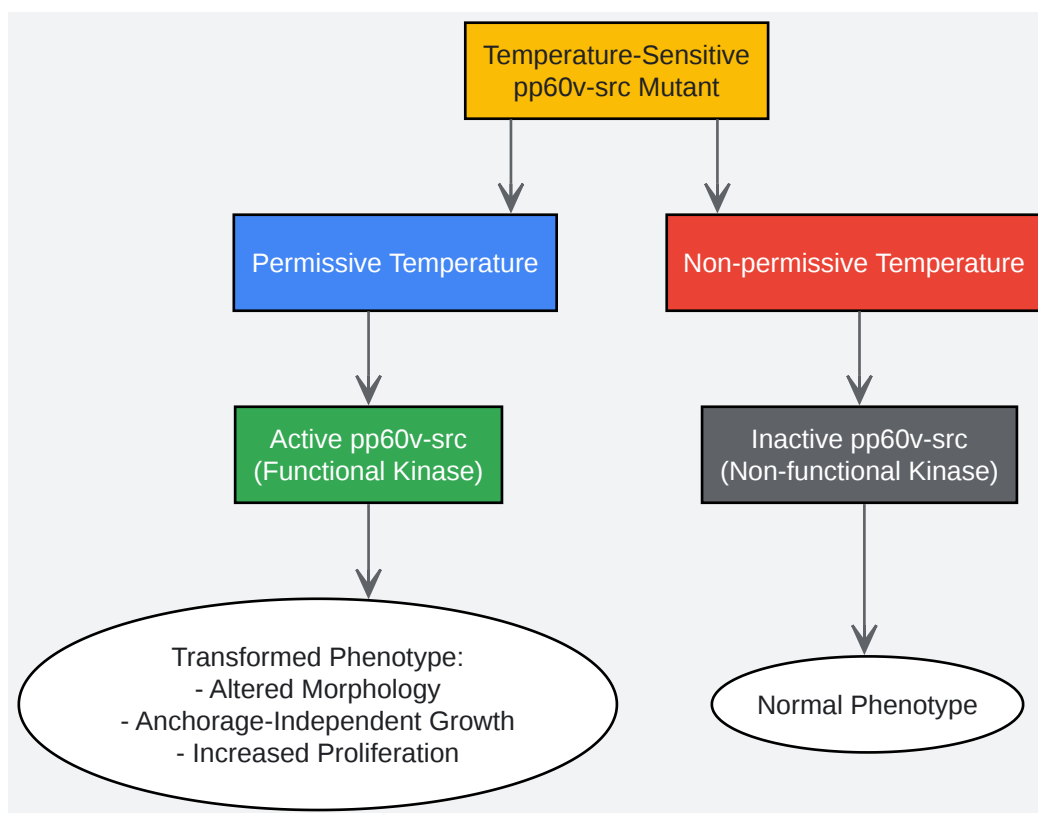 Temperature-Sensitive
pp60v-src Mutant
Permissive Temperature
Non-permissive Temperature
Active pp60v-src
(Functional Kinase)
Inactive pp60v-src
(Non-functional Kinase)
Transformed Phenotype:
- Altered Morphology
- Anchorage-Independent Growth
- Increased Proliferation
Normal Phenotype